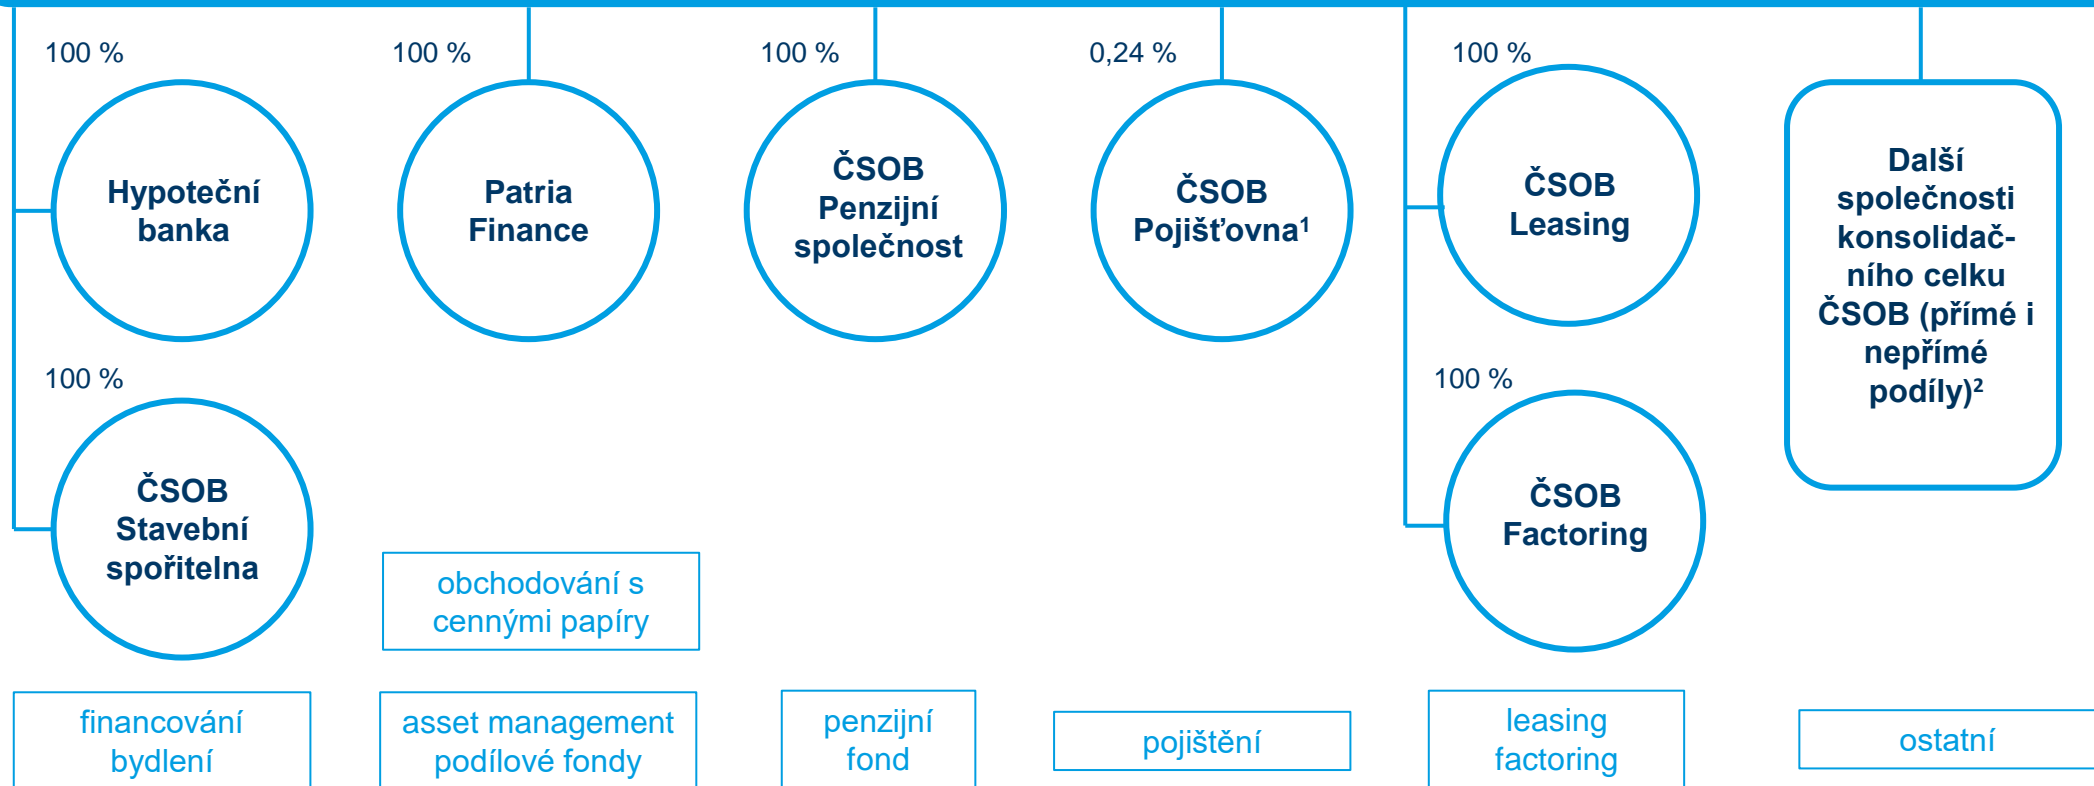 100 %
Hypoteční
banka
100 %
ČSOB
Stavební
spořitelna
financování
bydlení
100 %
Patria
Finance
obchodování s
cennými papíry
asset management
podílové fondy
100 %
ČSOB
Penzijní
společnost
penzijní
fond
0,24 %
ČSOB
Pojišťovna¹
pojištění
100 %
ČSOB
Leasing
100 %
ČSOB
Factoring
leasing
factoring
Další
společnosti
konsolidač-
ního celku
ČSOB (přímé i
nepřímé
podíly)²
ostatní